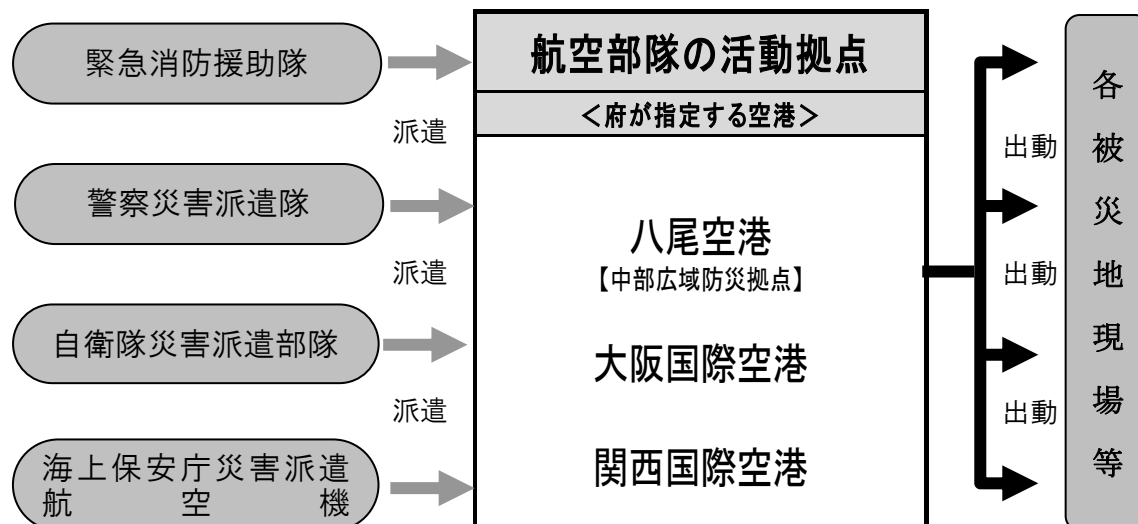 緊急消防援助隊
派遣
警察災害派遣隊
派遣
自衛隊災害派遣部隊
派遣
海上保安庁災害派遣
航空機
航空部隊の活動拠点
＜府が指定する空港＞
八尾空港
【中部広域防災拠点】
大阪国際空港
関西国際空港
出動
出動
出動
各被災地現場等